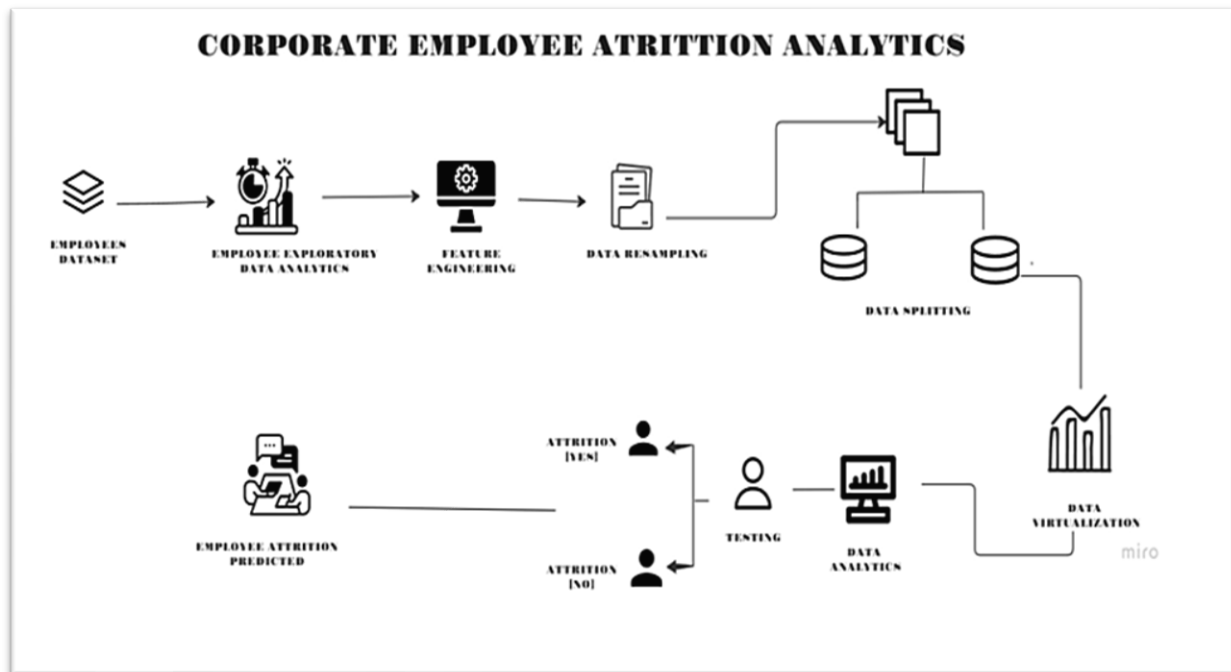 CORPORATE EMPLOYEE ATRITTION ANALYTICS
EMPLOYEES
DATASET
EMPLOYEE EXPLORATORY
DATA ANALYTICS
FEATURE
ENGINEERING
DATA RESAMPLING
DATA SPLITTING
DATA
VIRTUALIZATION
miro
DATA
ANALYTICS
TESTING
ATTRITION
[YES]
ATTRITION
[NO]
EMPLOYEE ATTRITION
PREDICTED